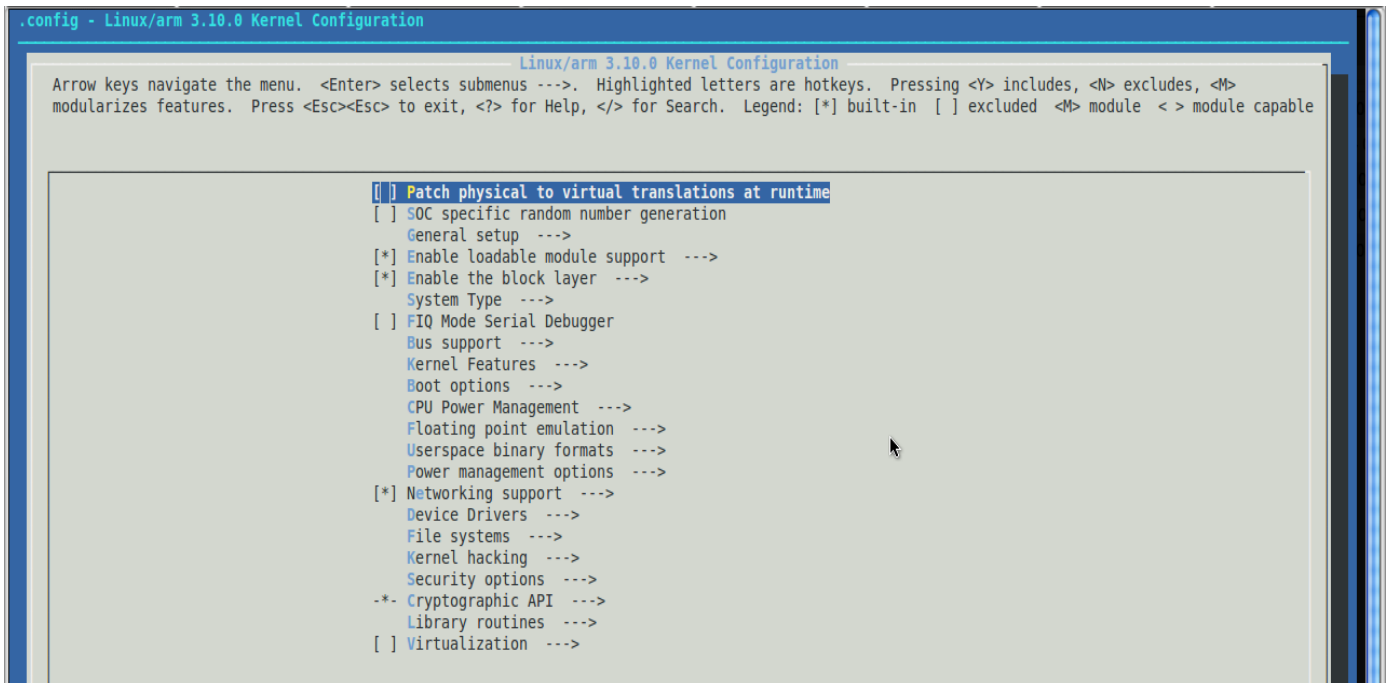 .config - Linux/arm 3.10.0 Kernel Configuration
Linux/arm 3.10.0 Kernel Configuration
Arrow keys navigate the menu.  <Enter> selects submenus --->.  Highlighted letters are hotkeys.  Pressing <Y> includes, <N> excludes, <M>
modularizes features.  Press <Esc><Esc> to exit, <?> for Help, </> for Search.  Legend: [*] built-in  [ ] excluded  <M> module  < > module capable
[ ] Patch physical to virtual translations at runtime
[ ] SOC specific random number generation
General setup  --->
[*] Enable loadable module support  --->
[*] Enable the block layer  --->
System Type  --->
[ ] FIQ Mode Serial Debugger
Bus support  --->
Kernel Features  --->
Boot options  --->
CPU Power Management  --->
Floating point emulation  --->
Userspace binary formats  --->
Power management options  --->
[*] Networking support  --->
Device Drivers  --->
File systems  --->
Kernel hacking  --->
Security options  --->
-*- Cryptographic API  --->
Library routines  --->
[ ] Virtualization  --->